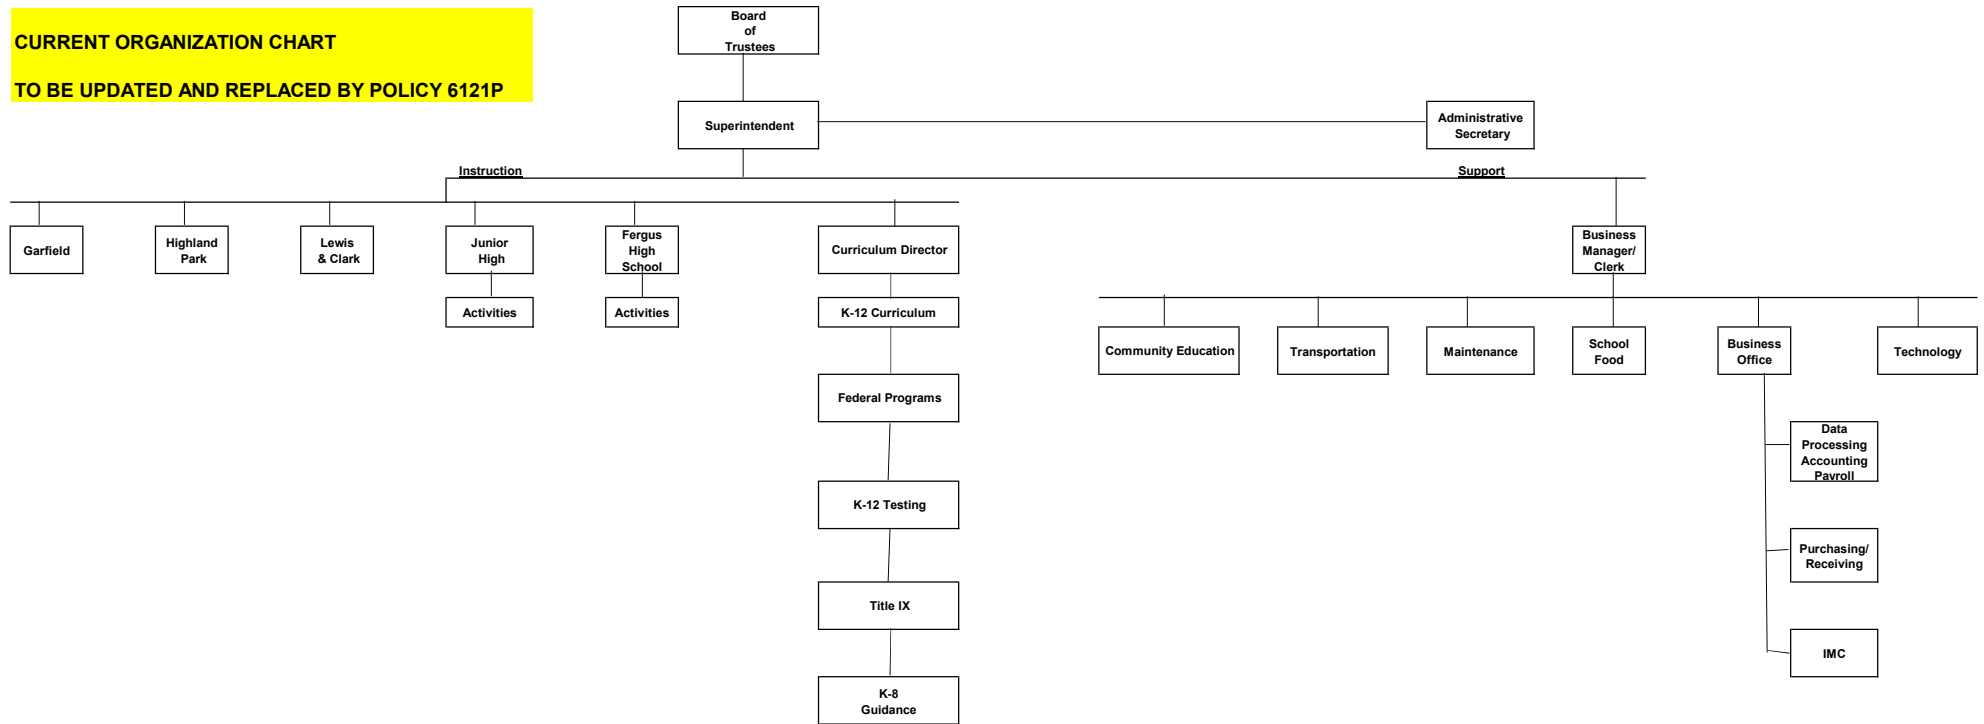 CURRENT ORGANIZATION CHART
TO BE UPDATED AND REPLACED BY POLICY 6121P
Board
of
Trustees
Superintendent
Administrative
Secretary
Instruction
Support
Garfield
Highland
Park
Lewis
& Clark
Junior
High
Fergus
High
School
Curriculum Director
Business
Manager/
Clerk
Activities
Activities
K-12 Curriculum
Community Education
Transportation
Maintenance
School
Food
Business
Office
Technology
Federal Programs
Data
Processing
Accounting
Payroll
K-12 Testing
Purchasing/
Receiving
Title IX
IMC
K-8
Guidance